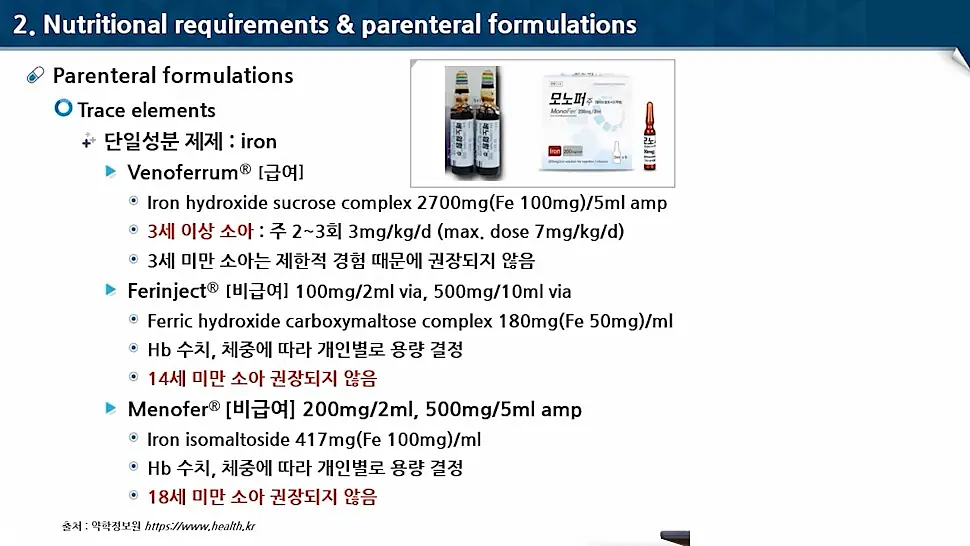 2. Nutritional requirements & parenteral formulations
Parenteral formulations
Trace elements
단일성분 제제 : iron
Venoferrum® [급여]
Iron hydroxide sucrose complex 2700mg(Fe 100mg)/5ml amp
3세 이상 소아 : 주 2~3회 3mg/kg/d (max. dose 7mg/kg/d)
3세 미만 소아는 제한적 경험 때문에 권장되지 않음
Ferinject® [비급여] 100mg/2ml via, 500mg/10ml via
Ferric hydroxide carboxymaltose complex 180mg(Fe 50mg)/ml
Hb 수치, 체중에 따라 개인별로 용량 결정
14세 미만 소아 권장되지 않음
Menofer® [비급여] 200mg/2ml, 500mg/5ml amp
Iron isomaltoside 417mg(Fe 100mg)/ml
Hb 수치, 체중에 따라 개인별로 용량 결정
18세 미만 소아 권장되지 않음
출처 : 약학정보원 https://www.health.kr
모노퍼주
MonoFer
Iron 200mg